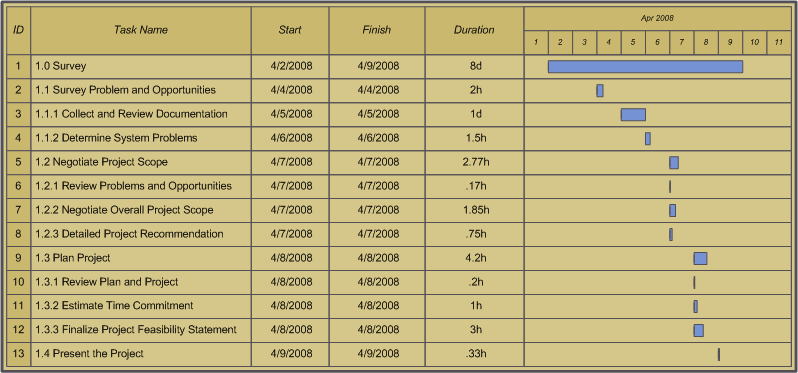 ID Task Name Start Finish Duration Apr 2008
1 2 3 4 5 6 7 8 9 10 11
1 1.0 Survey 4/2/2008 4/9/2008 8d
2 1.1 Survey Problem and Opportunities 4/4/2008 4/4/2008 2h
3 1.1.1 Collect and Review Documentation 4/5/2008 4/5/2008 1d
4 1.1.2 Determine System Problems 4/6/2008 4/6/2008 1.5h
5 1.2 Negotiate Project Scope 4/7/2008 4/7/2008 2.77h
6 1.2.1 Review Problems and Opportunities 4/7/2008 4/7/2008 .17h
7 1.2.2 Negotiate Overall Project Scope 4/7/2008 4/7/2008 1.85h
8 1.2.3 Detailed Project Recommendation 4/7/2008 4/7/2008 .75h
9 1.3 Plan Project 4/8/2008 4/8/2008 4.2h
10 1.3.1 Review Plan and Project 4/8/2008 4/8/2008 .2h
11 1.3.2 Estimate Time Commitment 4/8/2008 4/8/2008 1h
12 1.3.3 Finalize Project Feasibility Statement 4/8/2008 4/8/2008 3h
13 1.4 Present the Project 4/9/2008 4/9/2008 .33h